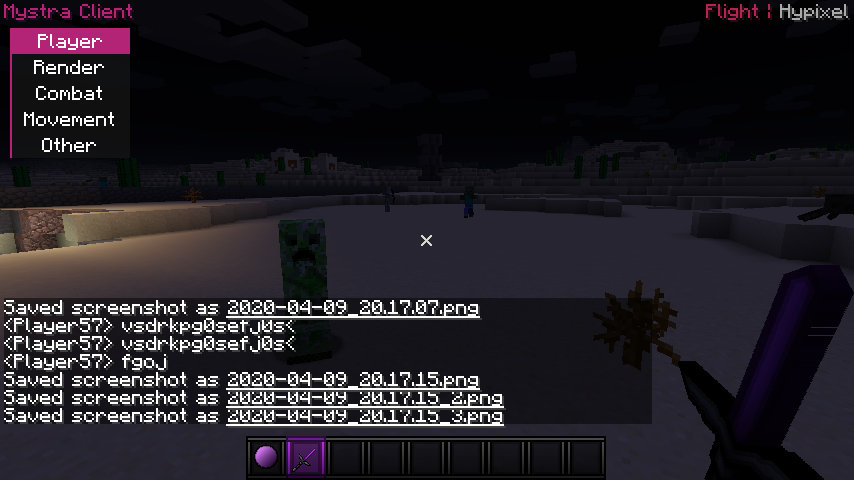 Mystra Client
Flight ¦ Hypixel
Player
Render
Combat
Movement
Other
Saved screenshot as 2020-04-09_20.17.07.png
<Player57> vsdrkpg0sefj0s<
<Player57> vsdrkpg0sefj0s<
<Player57> fgoj
Saved screenshot as 2020-04-09_20.17.15.png
Saved screenshot as 2020-04-09_20.17.15_2.png
Saved screenshot as 2020-04-09_20.17.15_3.png